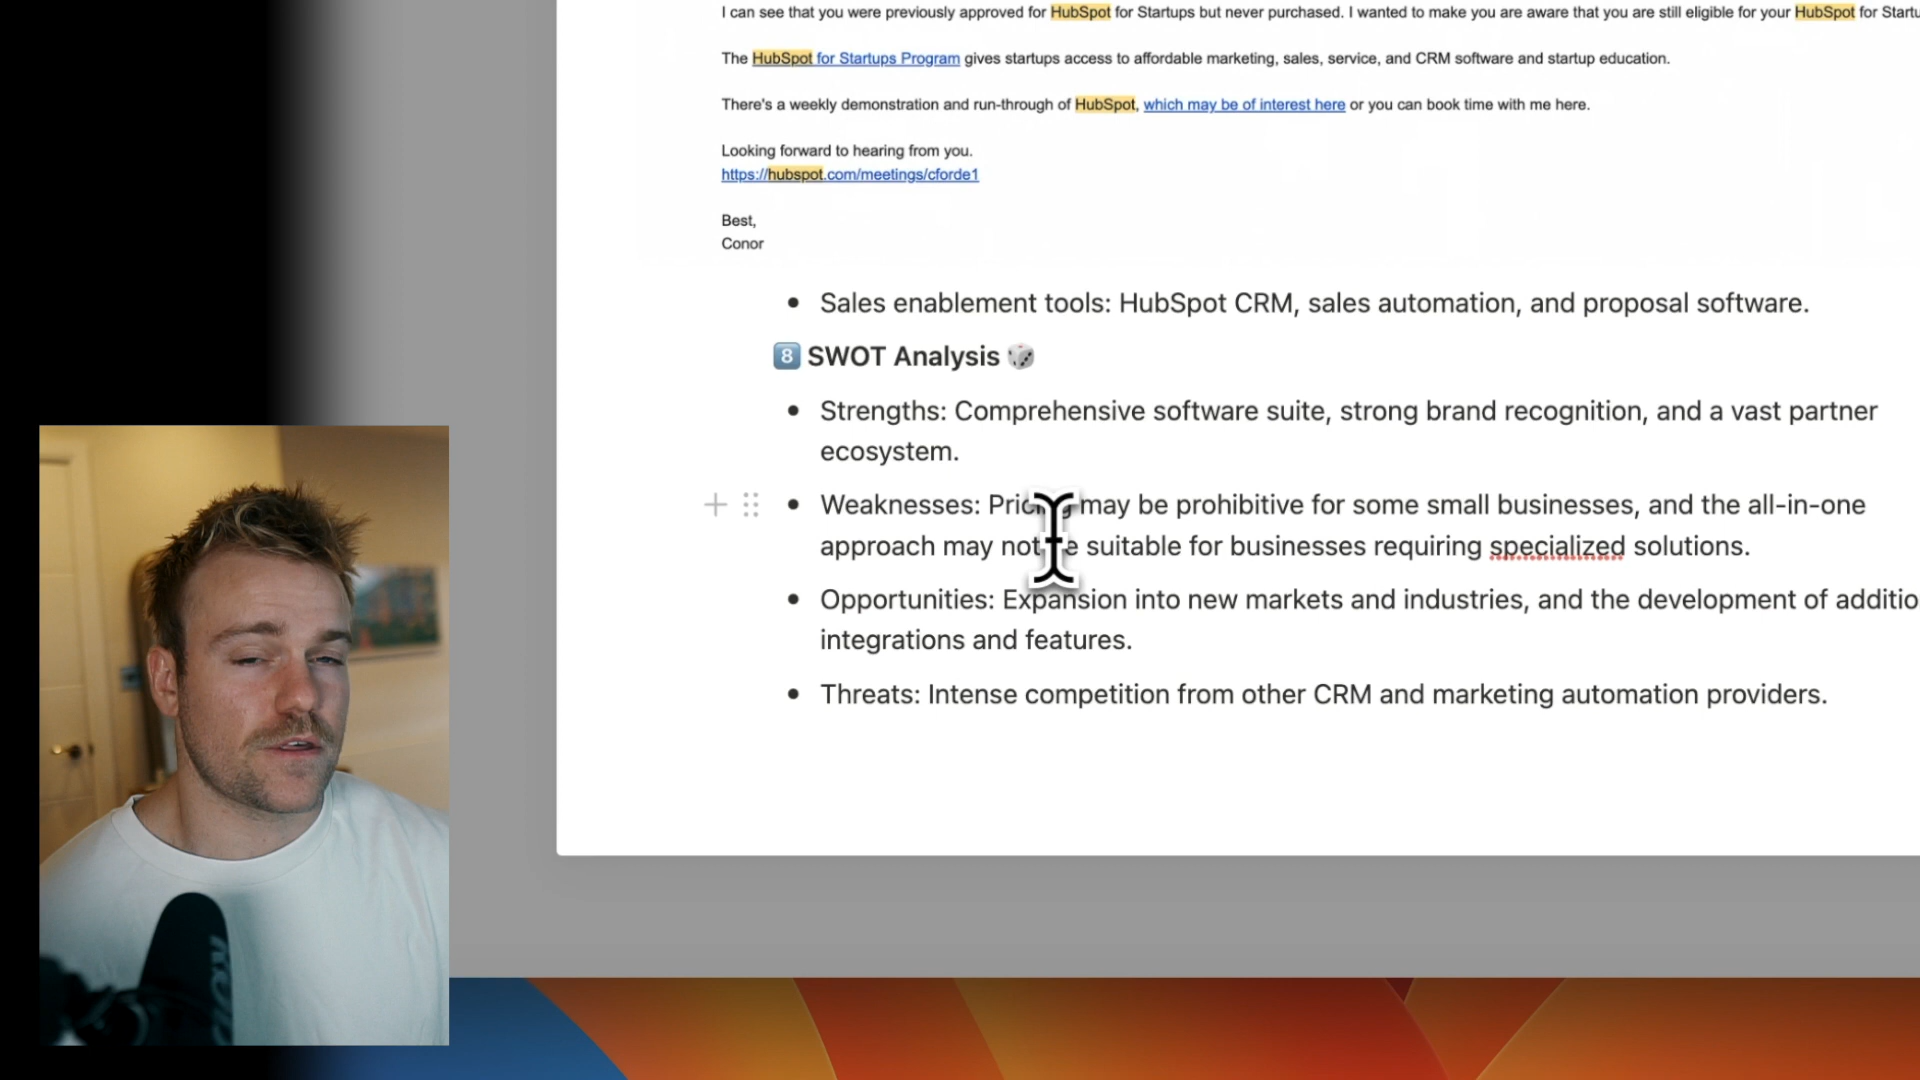 I can see that you were previously approved for HubSpot for Startups but never purchased. I wanted to make you are aware that you are still eligible for your HubSpot for
The HubSpot for Startups Program gives startups access to affordable marketing, sales, service, and CRM software and startup education.
There's a weekly demonstration and run-through of HubSpot, which may be of interest here or you can book time with me here.
Looking forward to hearing from you.
https://hubspot.com/meetings/cforde1
Best,
Conor
• Sales enablement tools: HubSpot CRM, sales automation, and proposal software.
8 SWOT Analysis
• Strengths: Comprehensive software suite, strong brand recognition, and a vast partner
ecosystem.
• Weaknesses: Pricing may be prohibitive for some small businesses, and the all-in-one
approach may not be suitable for businesses requiring specialized solutions.
• Opportunities: Expansion into new markets and industries, and the development of
integrations and features.
• Threats: Intense competition from other CRM and marketing automation providers.